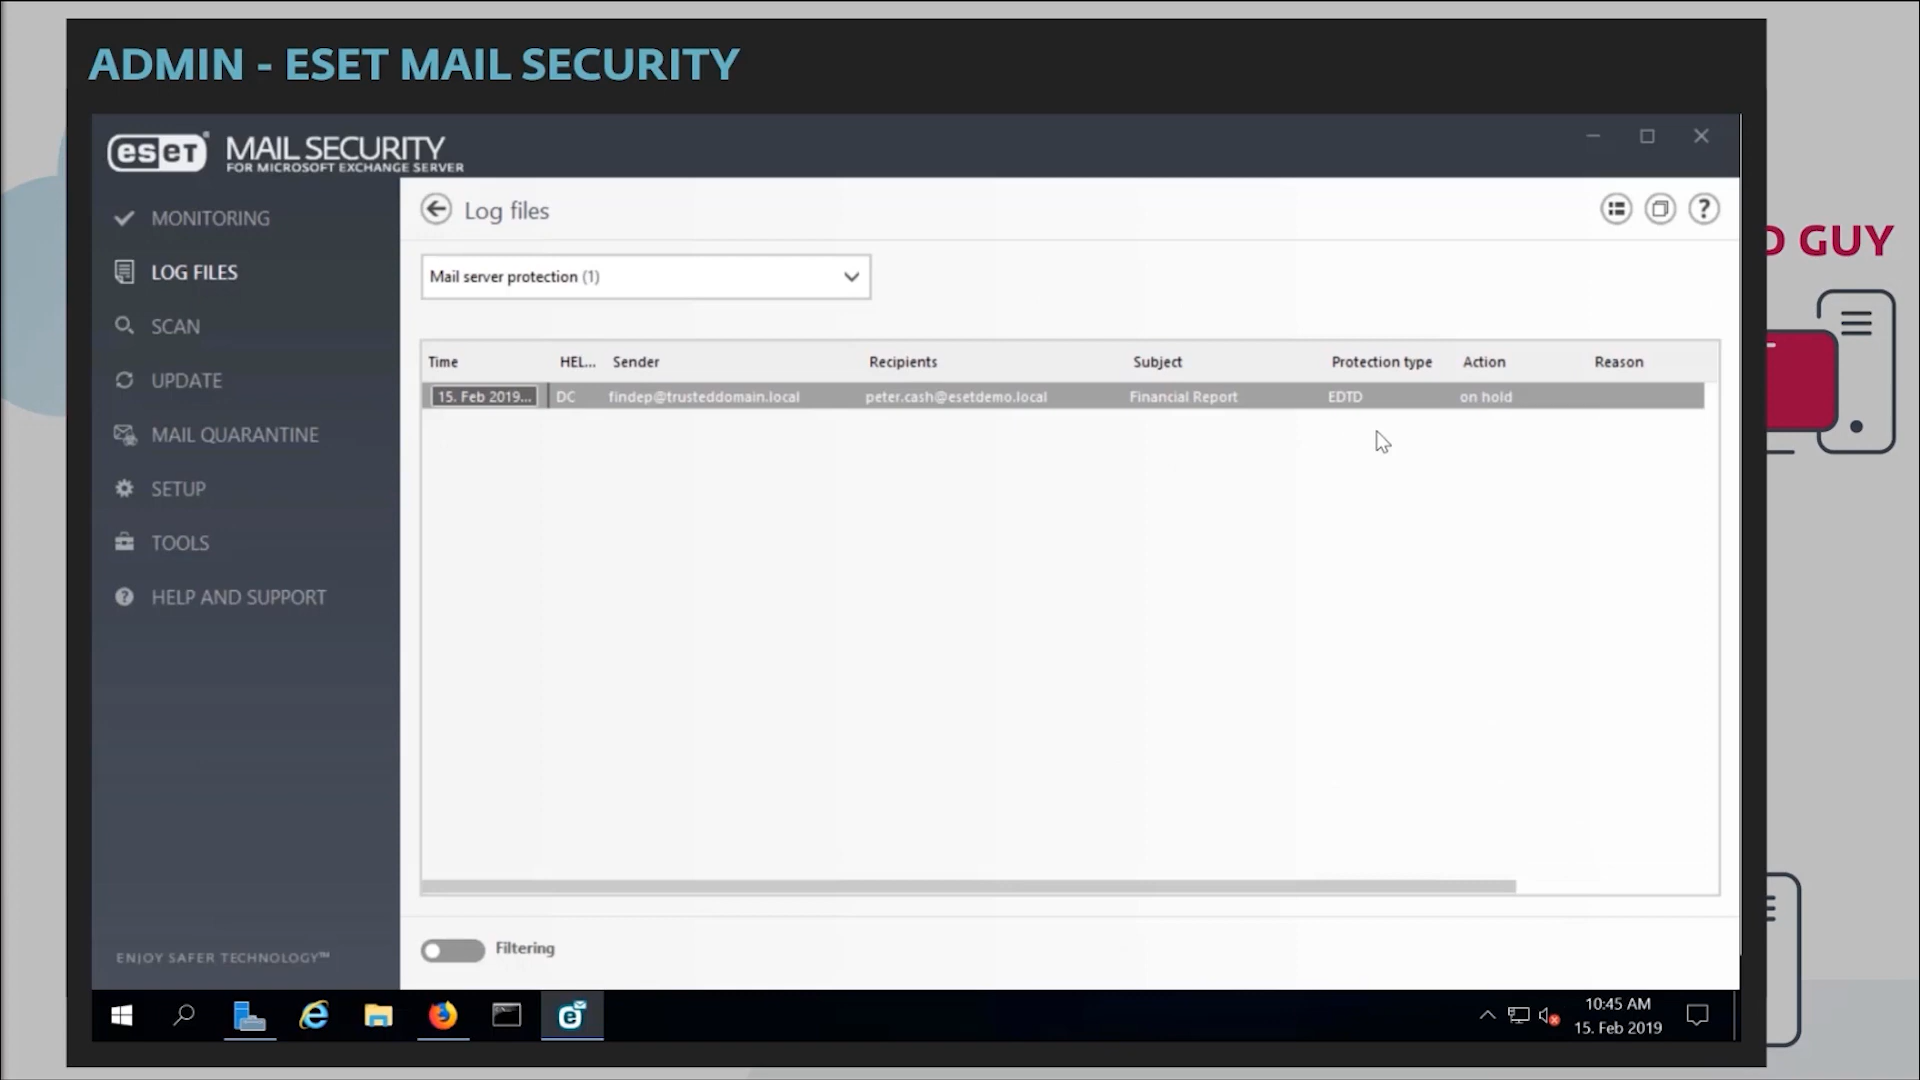 ADMIN - ESET MAIL SECURITY
eseT MAIL SECURITY
FOR MICROSOFT EXCHANGE SERVER
MONITORING
LOG FILES
SCAN
UPDATE
MAIL QUARANTINE
SETUP
TOOLS
HELP AND SUPPORT
ENJOY SAFER TECHNOLOGY™
Log files
Mail server protection (1)
Time HEL... Sender Recipients Subject Protection type Action Reason
15. Feb 2019... DC findep@trusteddomain.local peter.cash@esetdemo.local Financial Report EDTD on hold
Filtering
10:45 AM
15. Feb 2019
GUY